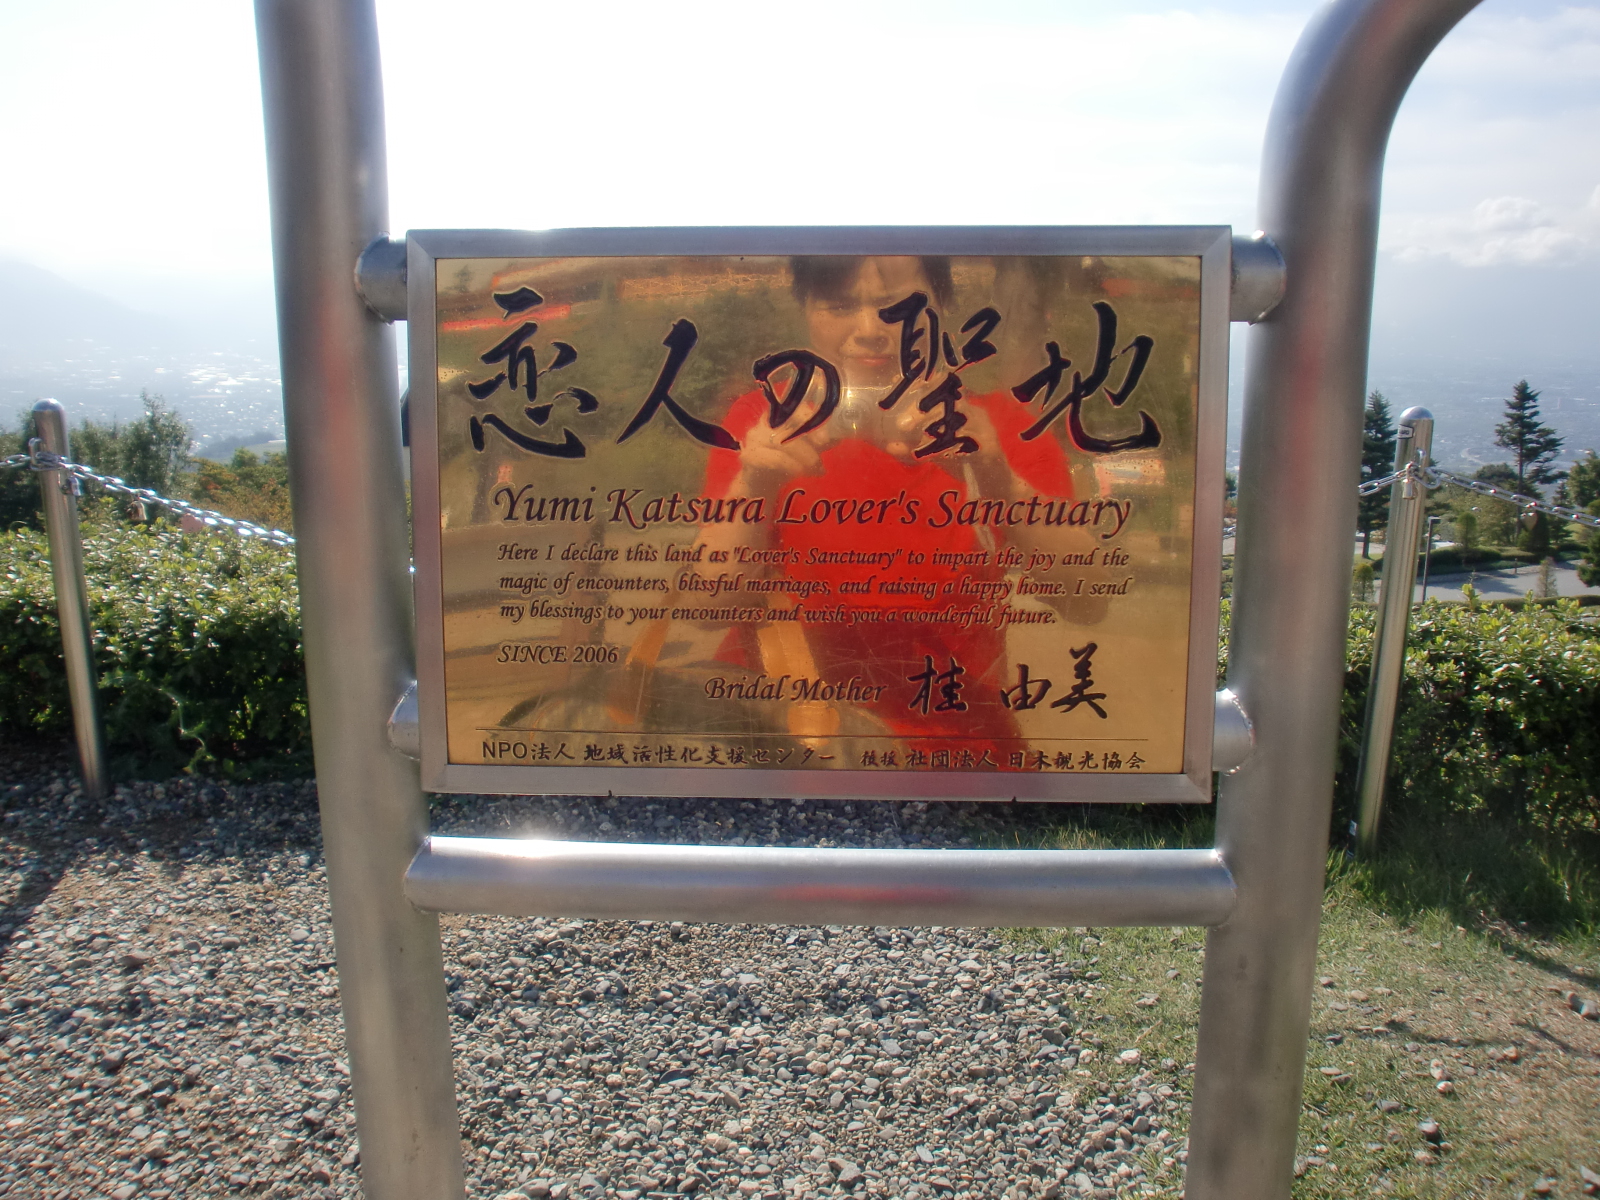 恋人の聖地
Yumi Katsura Lover's Sanctuary
Here I declare this land as "Lover's Sanctuary" to impart the joy and the
magic of encounters, blissful marriages, and raising a happy home. I send
my blessings to your encounters and wish you a wonderful future.
SINCE 2006
Bridal Mother 桂 由美
NPO法人 地域活性化支援センター 後援 社団法人 日本観光協会